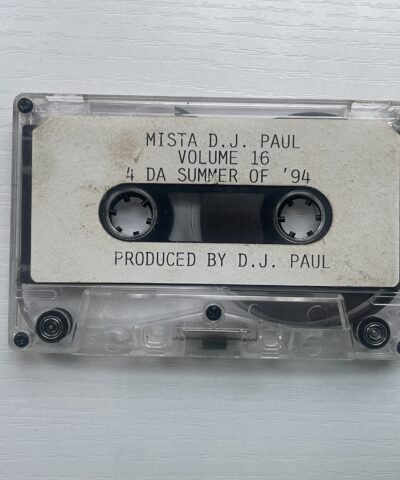 MISTA D.J. PAUL
VOLUME 16
4 DA SUMMER OF '94
PRODUCED BY D.J. PAUL